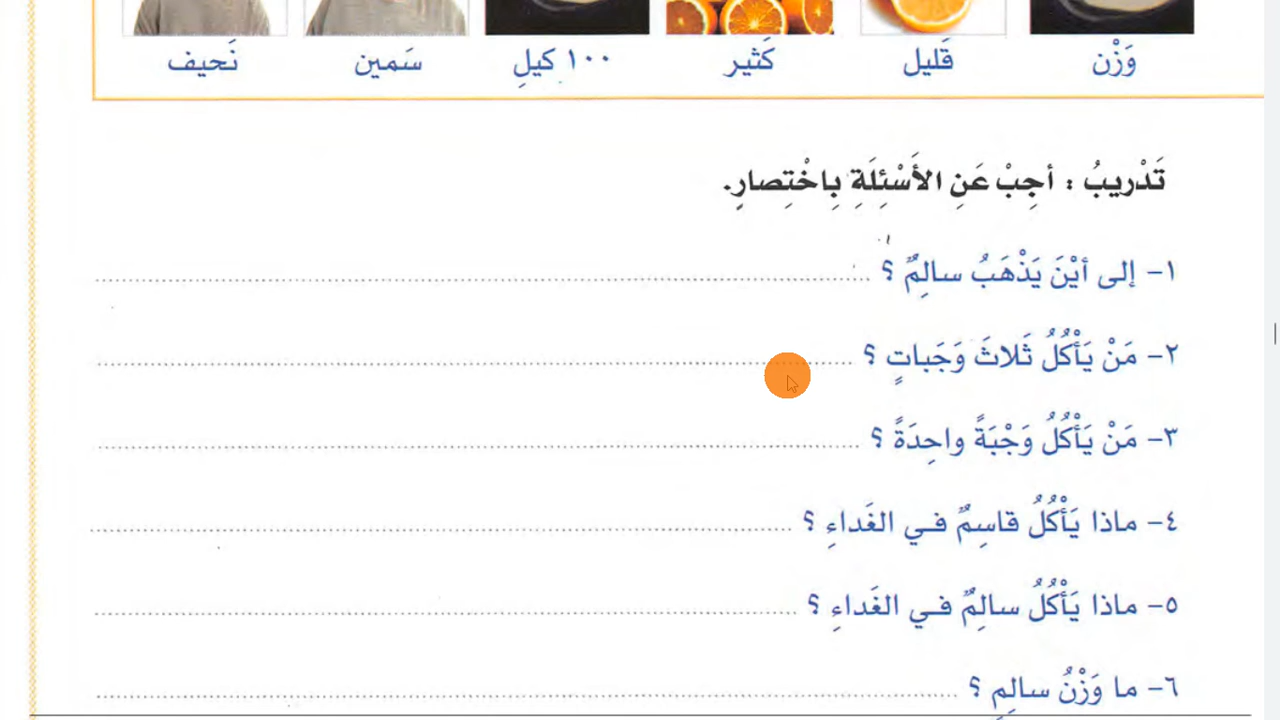 وَزْن قَليل كَثير ١٠٠ كيلِ سَمين نَحيف
تَدْريبُ : أجِبْ عَنِ الأَسْئِلَةِ بِاخْتِصارٍ.
١- إلى أيْنَ يَذْهَبُ سالِمٌ ؟
٢- مَنْ يَأْكُلُ ثَلاثَ وَجَباتٍ ؟
٣- مَنْ يَأْكُلُ وَجْبَةً واحِدَةً ؟
٤- ماذا يَأْكُلُ قاسِمٌ في الغَداءِ ؟
٥- ماذا يَأْكُلُ سالِمٌ في الغَداءِ ؟
٦- ما وَزْنُ سالِمٍ ؟